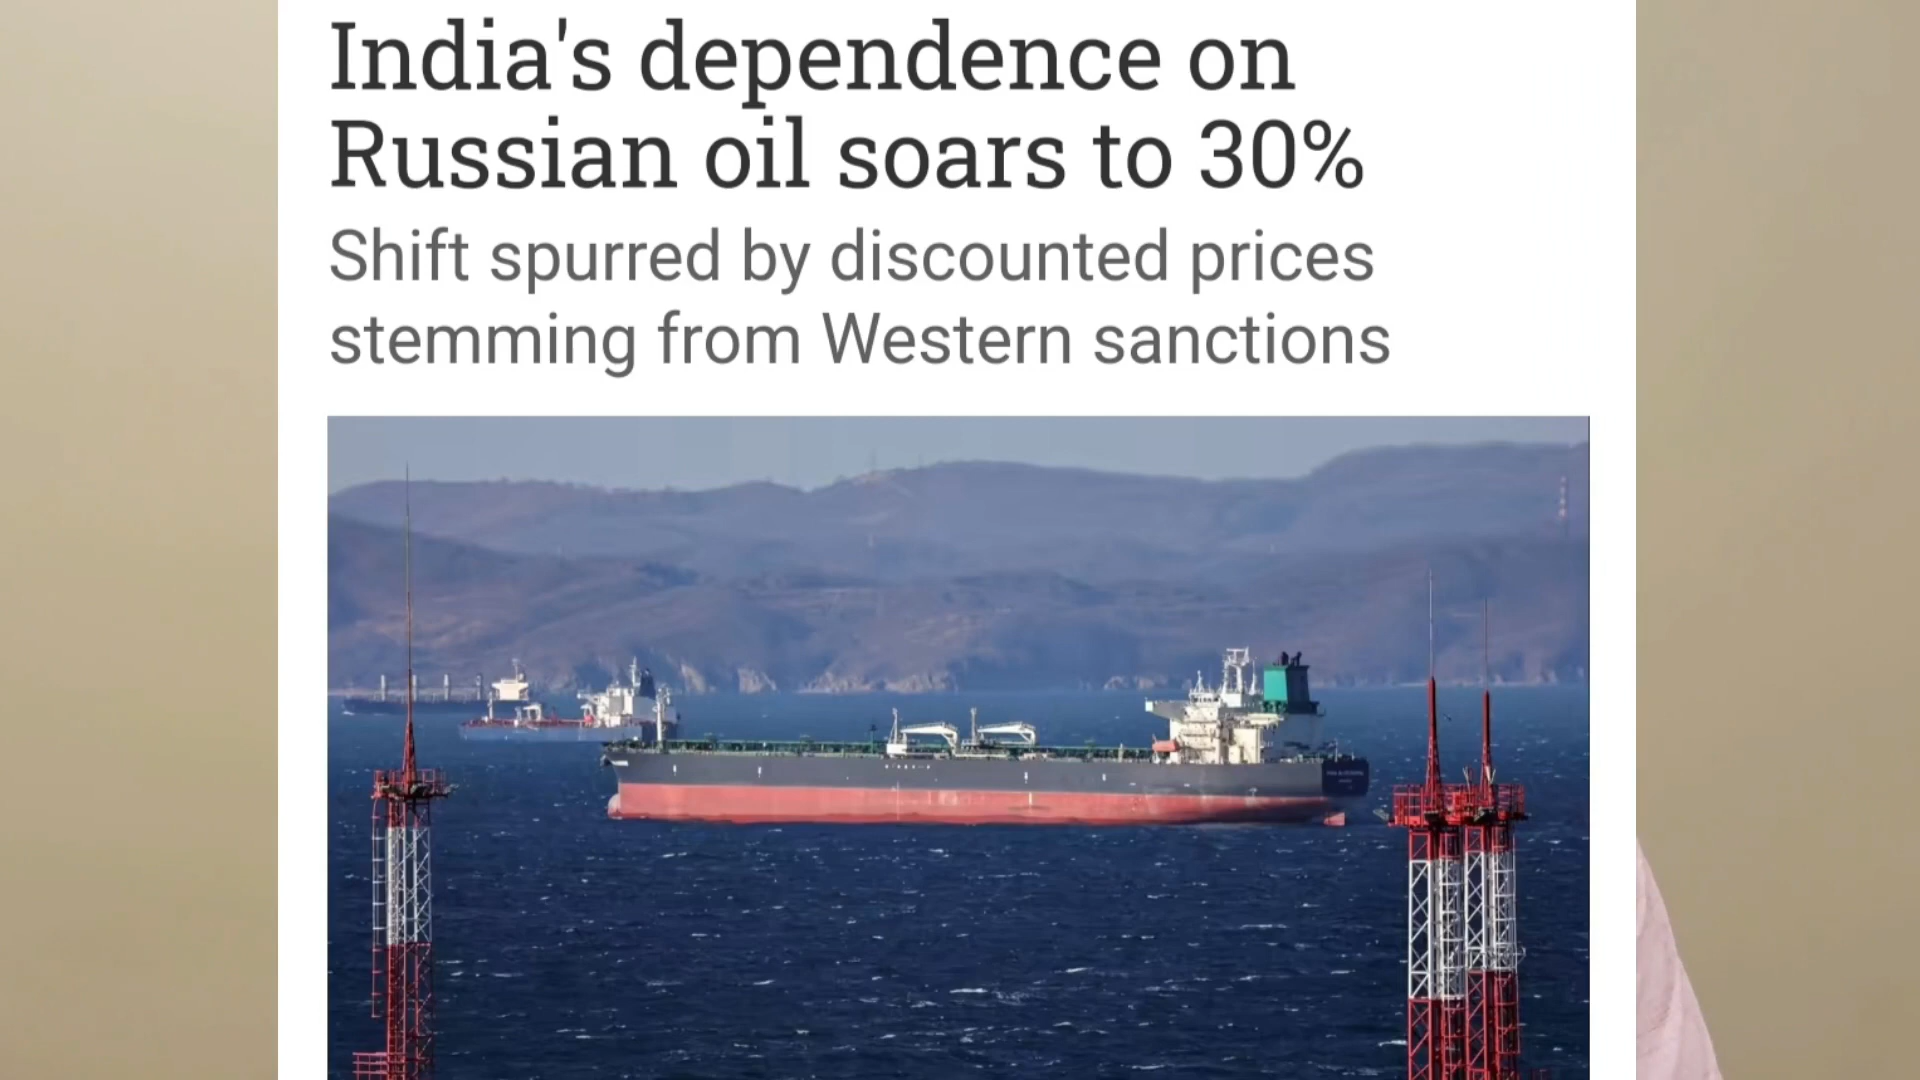 India's dependence on
Russian oil soars to 30%
Shift spurred by discounted prices
stemming from Western sanctions